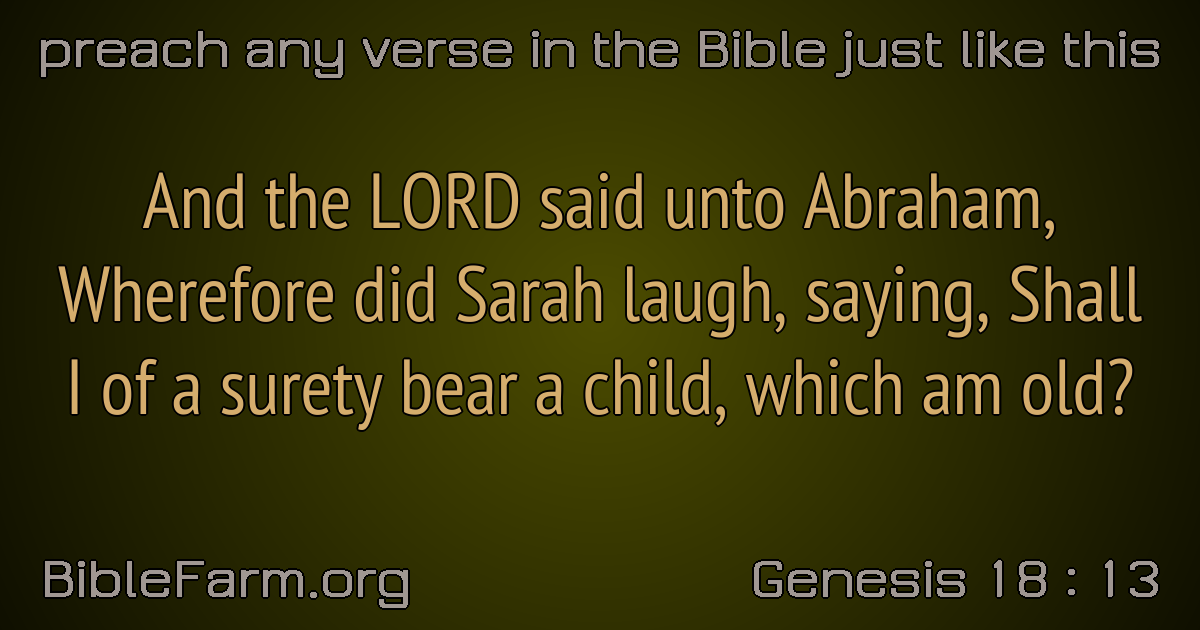 preach any verse in the Bible just like this
And the LORD said unto Abraham,
Wherefore did Sarah laugh, saying, Shall
I of a surety bear a child, which am old?
BibleFarm.org
Genesis 18 : 13